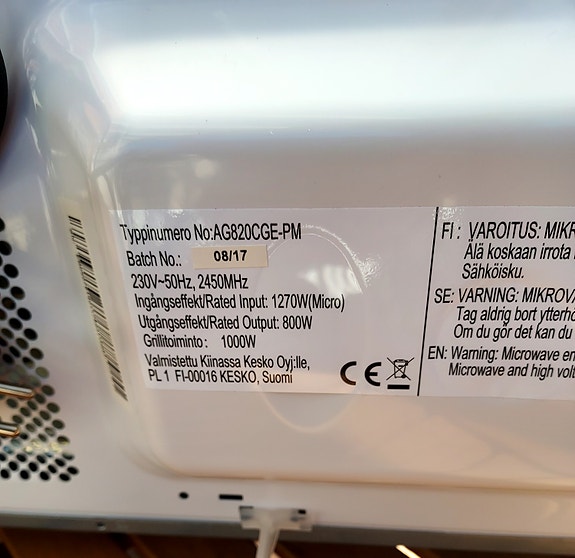 Typpinumero No:AG820CGE-PM
Batch No.: 08/17
230V~50Hz, 2450MHz
Ingångseffekt/Rated Input: 1270W(Micro)
Utgångseffekt/Rated Output: 800W
Grillitoiminto: 1000W
Valmistettu Kiinassa Kesko Oyj:lle,
PL 1 FI-00016 KESKO, Suomi
CE
FI: VAROITUS:
Älä koskaan irrota
Sähköisku.
SE: VARNING:
Tag aldrig bort
Om du gör det kan du
EN: Warning: Microwave
Microwave and high